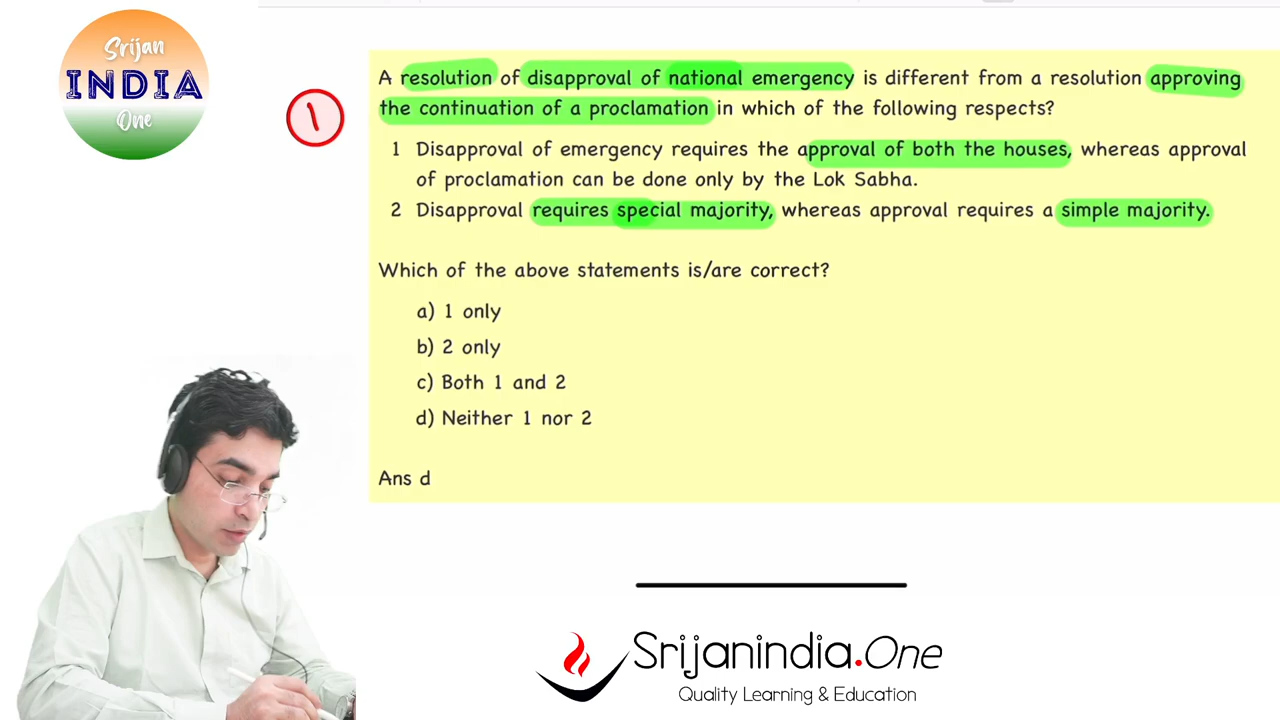 Srijan
INDIA
One
1
A resolution of disapproval of national emergency is different from a resolution approving
the continuation of a proclamation in which of the following respects?
1 Disapproval of emergency requires the approval of both the houses, whereas approval
of proclamation can be done only by the Lok Sabha.
2 Disapproval requires special majority, whereas approval requires a simple majority.
Which of the above statements is/are correct?
a) 1 only
b) 2 only
c) Both 1 and 2
d) Neither 1 nor 2
Ans d
Srijanindia.One
Quality Learning & Education